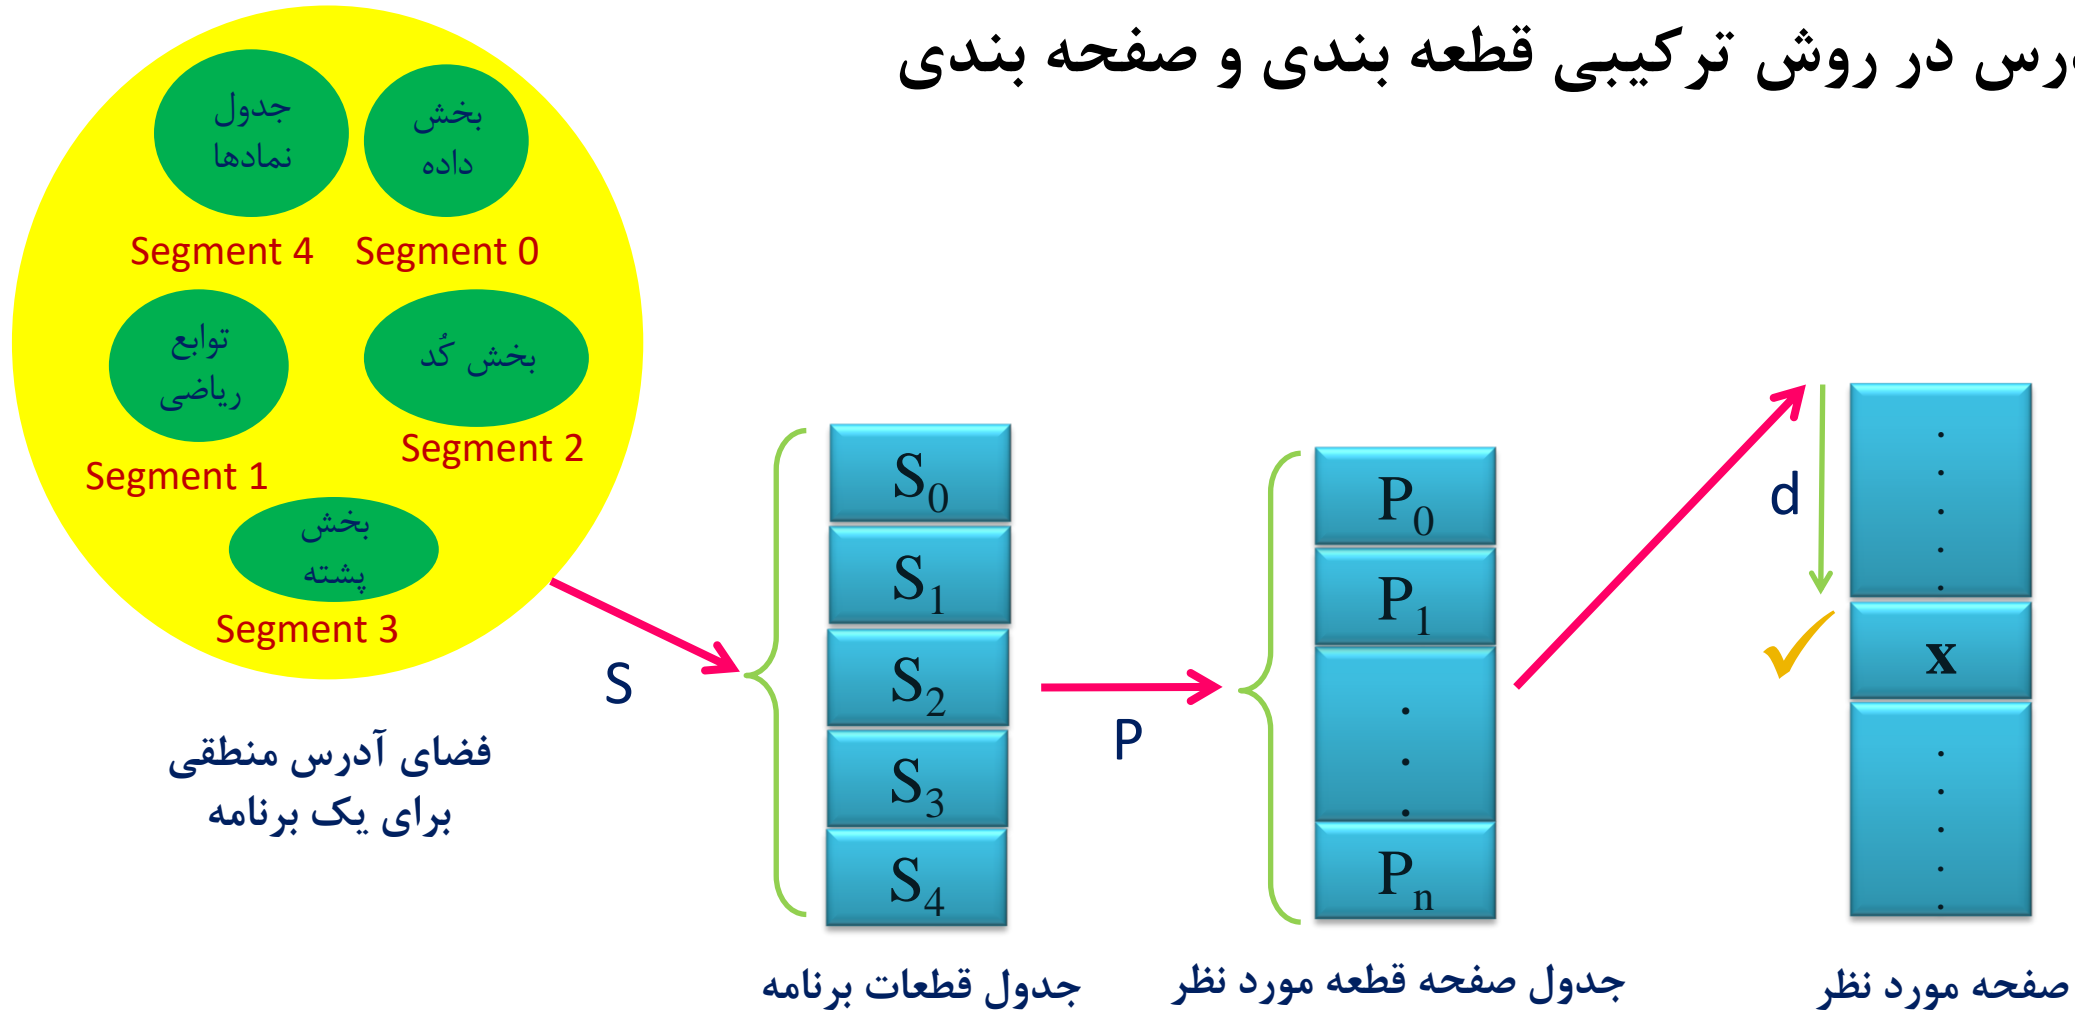 رس در روش ترکیبی قطعه بندی و صفحه بندی
جدول
نمادها
Segment 4
بخش
داده
Segment 0
توابع
ریاضی
Segment 1
بخش کُد
Segment 2
بخش
پشته
Segment 3
فضای آدرس منطقی
برای یک برنامه
S
S0
S1
S2
S3
S4
جدول قطعات برنامه
P
P0
P1
.
.
.
Pn
جدول صفحه قطعه مورد نظر
d
.
.
.
.
.
x
.
.
.
.
.
صفحه مورد نظر